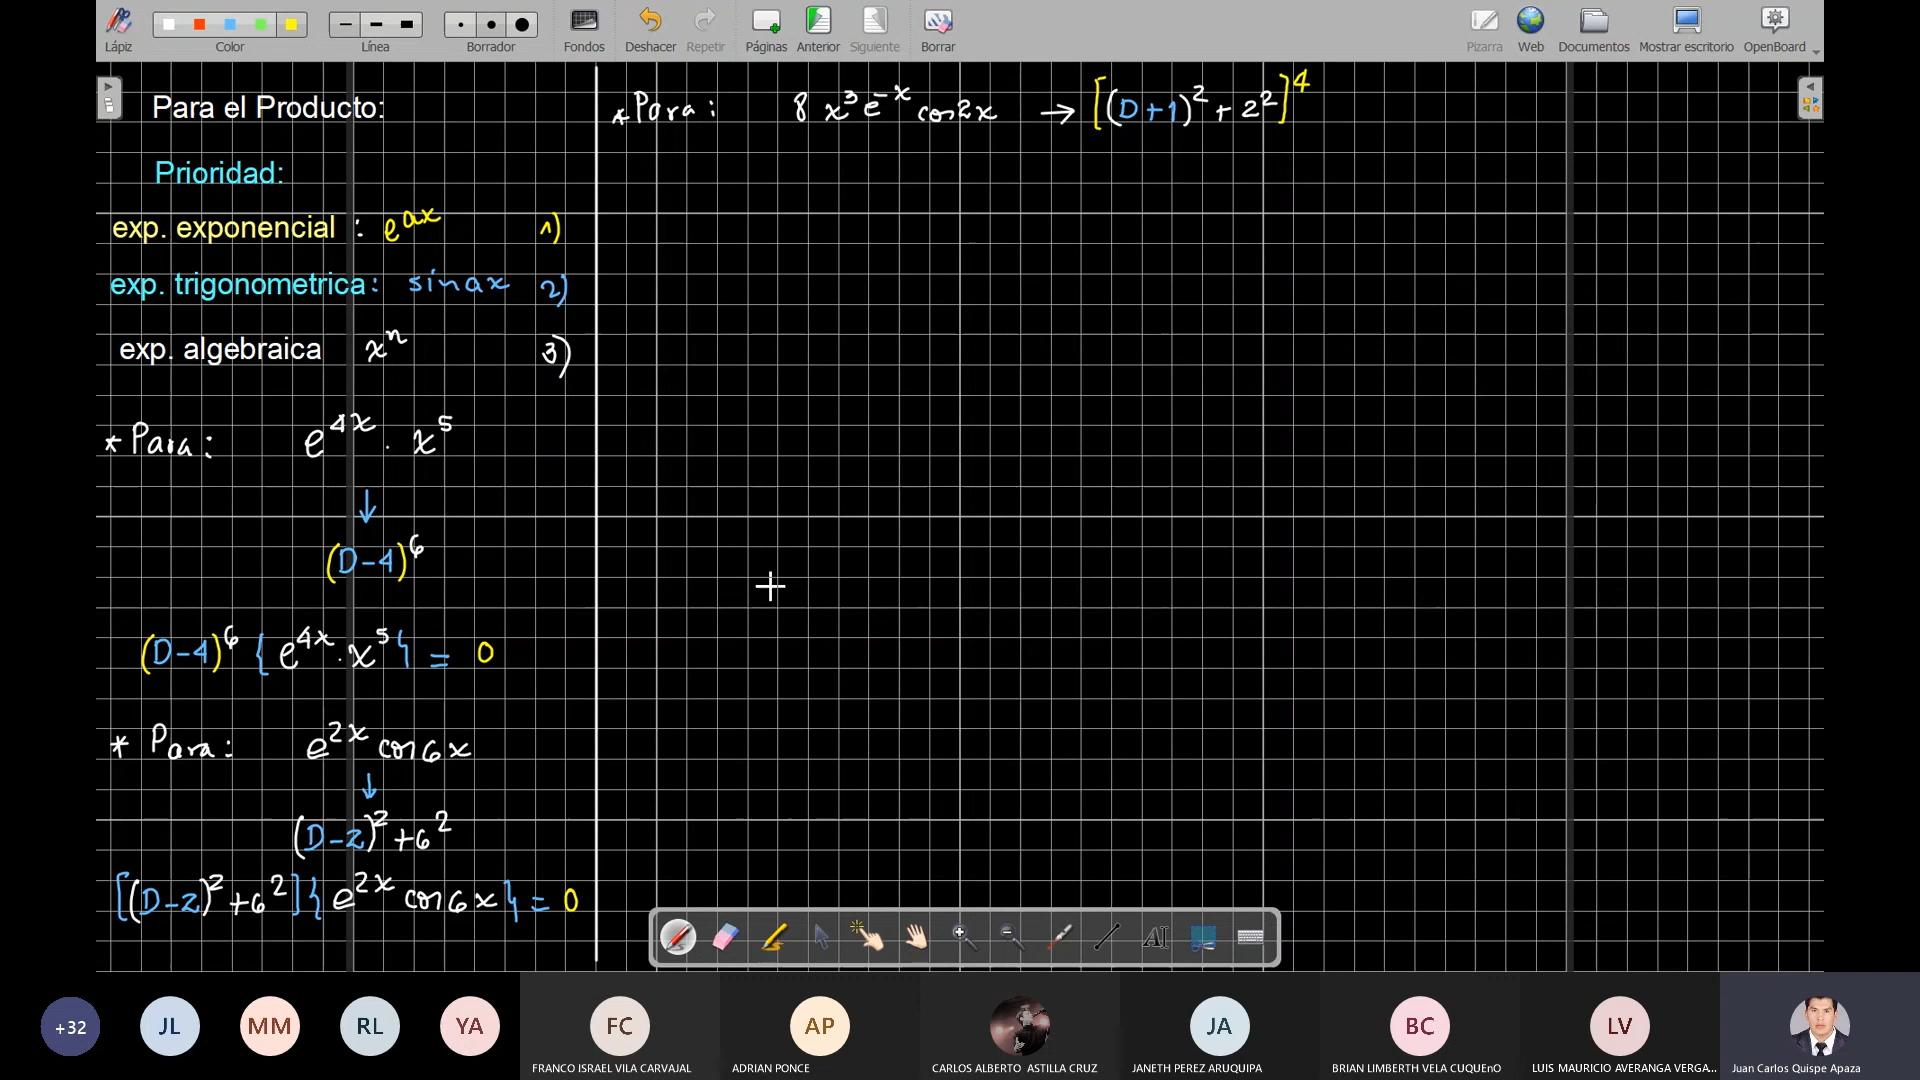 Lápiz Color Línea Borrador Fondos Deshacer Repetir Páginas Anterior Siguiente Borrar Pizarra Web Documentos Mostrar escritorio OpenBoard
Para el Producto:
Prioridad:
exp. exponencial : e^{ax} 1)
exp. trigonometrica: sinax 2)
exp. algebraica x^n 3)
*Para: e^{4x} . x^5
↓
(D-4)^6
(D-4)^6 { e^{4x} . x^5 } = 0
* Para: e^{2x} cos6x
↓
(D-2)^2 + 6^2
[(D-2)^2 + 6^2] { e^{2x} cos6x } = 0
*Para: 8 x^3 e^{-x} cos2x → [(D+1)^2 + 2^2]^4
+32 JL MM RL YA FC AP JA BC LV
FRANCO ISRAEL VILA CARVAJAL ADRIAN PONCE CARLOS ALBERTO ASTILLA CRUZ JANETH PEREZ ARUQUIPA BRIAN LIMBERTH VELA CUQUEnO LUIS MAURICIO AVERANGA VERGA... Juan Carlos Quispe Apaza